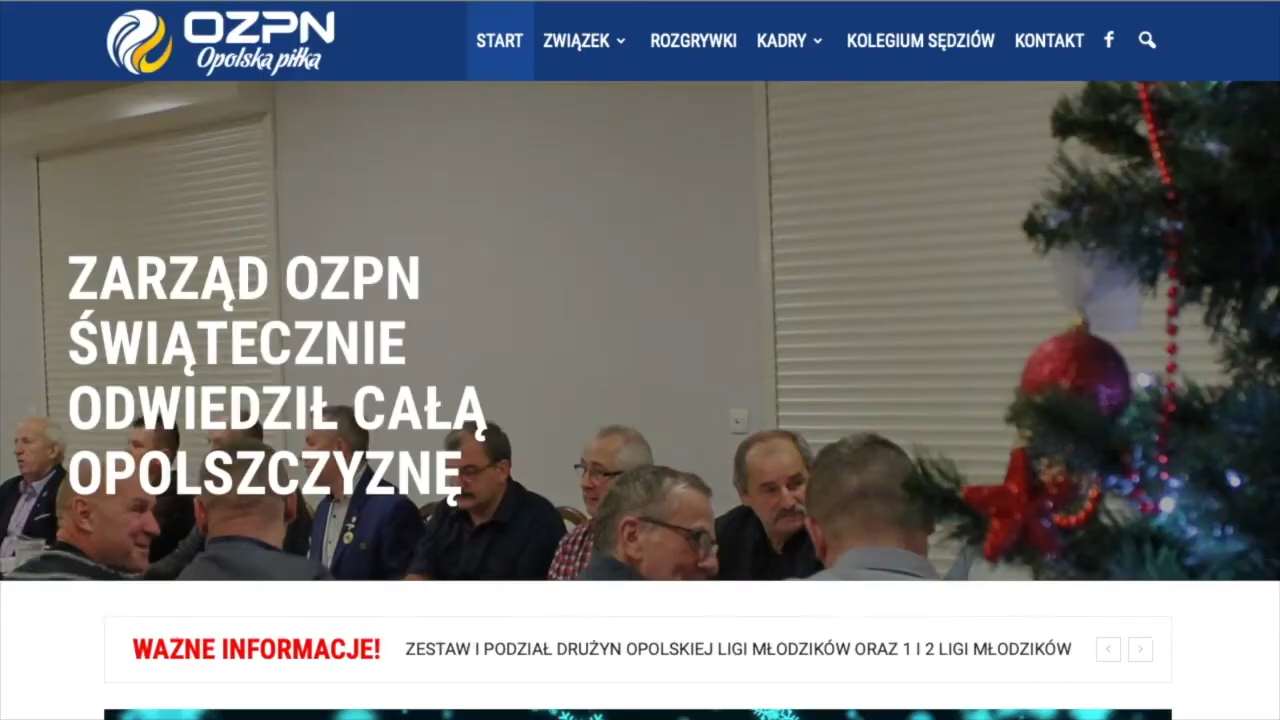 OZPN
Opolska piłka
START ZWIĄZEK ROZGRYWKI KADRY KOLEGIUM SĘDZIÓW KONTAKT
ZARZĄD OZPN
ŚWIĄTECZNIE
ODWIEDZIŁ CAŁĄ
OPOLSZCZYZNĘ
WAZNE INFORMACJE! ZESTAW I PODZIAŁ DRUŻYN OPOLSKIEJ LIGI MŁODZIKÓW ORAZ 1 I 2 LIGI MŁODZIKÓW